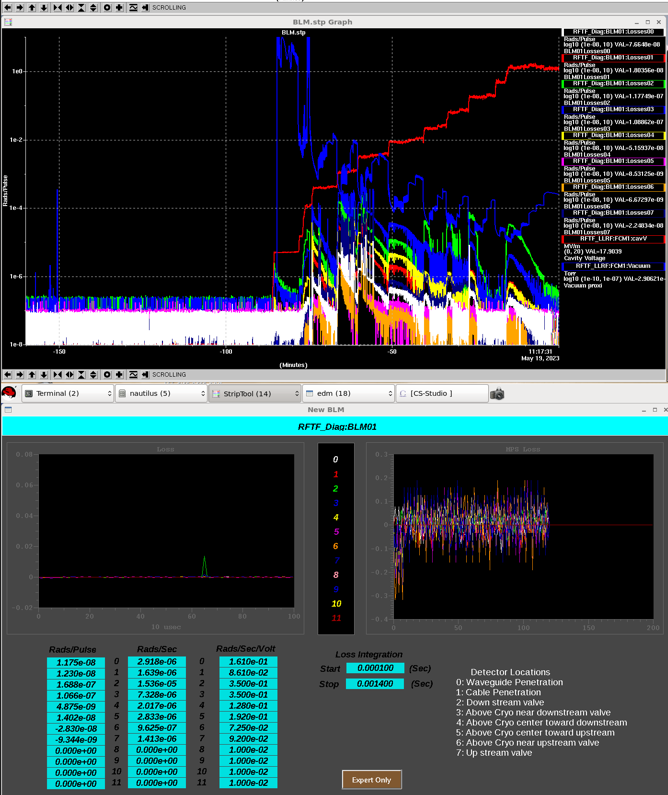 SCROLLING
BLM.stp Graph
BLM.stp
RFTF_Diag:BLM01:Losses00
Rads/Pulse
log10 (1e-08, 10) VAL=7.6648e-08
BLM01Losses00
RFTF_Diag:BLM01:Losses01
Rads/Pulse
log10 (1e-08, 10) VAL=1.80356e-08
BLM01Losses01
RFTF_Diag:BLM01:Losses02
Rads/Pulse
log10 (1e-08, 10) VAL=1.17749e-07
BLM01Losses02
RFTF_Diag:BLM01:Losses03
Rads/Pulse
log10 (1e-08, 10) VAL=1.08862e-07
BLM01Losses03
RFTF_Diag:BLM01:Losses04
Rads/Pulse
log10 (1e-08, 10) VAL=5.15937e-08
BLM01Losses04
RFTF_Diag:BLM01:Losses05
Rads/Pulse
log10 (1e-08, 10) VAL=8.53125e-09
BLM01Losses05
RFTF_Diag:BLM01:Losses06
Rads/Pulse
log10 (1e-08, 10) VAL=6.67297e-09
BLM01Losses06
RFTF_Diag:BLM01:Losses07
Rads/Pulse
log10 (1e-08, 10) VAL=2.24834e-08
BLM01Losses07
RFTF_LLRF:FCM1:cavV
MV/m
(0, 20) VAL=17.9039
Cavity Voltage
RFTF_LLRF:FCM1:Vacuum
Torr
log10 (1e-10, 1e-07) VAL=2.90621e-
Vacuum proxi
Rads/Pulse
1e0
1e-2
1e-4
1e-6
1e-8
-150 -100 -50 11:17:31
May 19, 2023
(Minutes)
SCROLLING
Terminal (2) nautilus (5) StripTool (14) edm (18) [CS-Studio ]
New BLM
RFTF_Diag:BLM01
Loss
0.08
0.06
0.04
0.02
0
-0.02
0 20 40 60 80 100
10 usec
0
1
2
3
4
5
6
7
8
9
10
11
MPS Loss
0.3
0.2
0.1
0
-0.1
-0.2
-0.3
-0.4
0 50 100 150 200
Rads/Pulse Rads/Sec Rads/Sec/Volt
1.175e-08 0 2.918e-06 0 1.610e-01
1.230e-08 1 1.639e-06 1 8.610e-02
1.688e-07 2 1.536e-05 2 3.500e-01
1.066e-07 3 7.328e-06 3 3.500e-01
4.875e-09 4 2.017e-06 4 1.280e-01
1.402e-08 5 2.833e-06 5 1.920e-01
-2.830e-08 6 9.625e-07 6 7.250e-02
-9.344e-09 7 1.413e-06 7 9.200e-02
0.000e+00 8 0.000e+00 8 1.000e-02
0.000e+00 9 0.000e+00 9 1.000e-02
0.000e+00 10 0.000e+00 10 1.000e-02
0.000e+00 11 0.000e+00 11 1.000e-02
Loss Integration
Start 0.000100 (Sec)
Stop 0.001400 (Sec)
Detector Locations
0: Waveguide Penetration
1: Cable Penetration
2: Down stream valve
3: Above Cryo near downstream valve
4: Above Cryo center toward downstream
5: Above Cryo center toward upstream
6: Above Cryo near upstream valve
7: Up stream valve
Expert Only